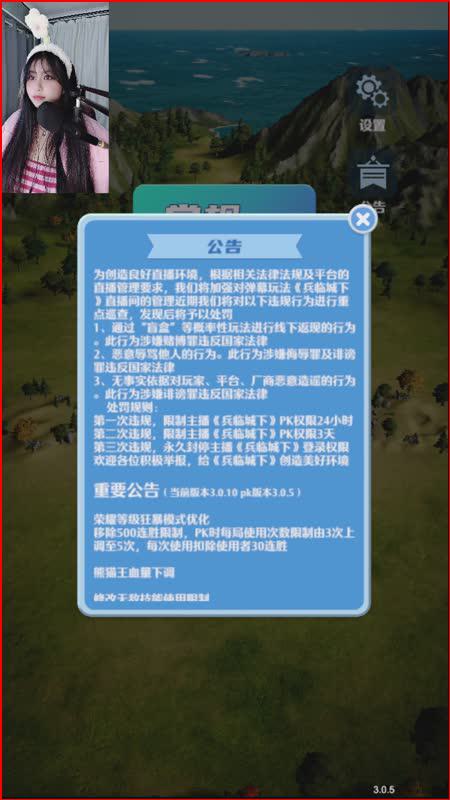 设置
公告
公告
为创造良好直播环境，根据相关法律法规及平台的
直播管理要求，我们将加强对弹幕玩法《兵临城下
》直播间的管理近期我们将对以下违规行为进行重
点巡查，发现后将予以处罚
1、通过“盲盒”等概率性玩法进行线下返现的行为
。此行为涉嫌赌博罪违反国家法律
2、恶意辱骂他人的行为。此行为涉嫌侮辱罪及诽谤
罪违反国家法律
3、无事实依据对玩家、平台、厂商恶意造谣的行为
。此行为涉嫌诽谤罪违反国家法律
处罚规则：
第一次违规，限制主播《兵临城下》PK权限24小时
第二次违规，限制主播《兵临城下》PK权限3天
第三次违规，永久封停主播《兵临城下》登录权限
欢迎各位积极举报，给《兵临城下》创造美好环境
重要公告（当前版本3.0.10 pk版本3.0.5）
荣耀等级狂暴模式优化
移除500连胜限制，PK时每局使用次数限制由3次上
调至5次，每次使用扣除使用者30连胜
熊猫王血量下调
修改无敌技能使用限制
3.0.5